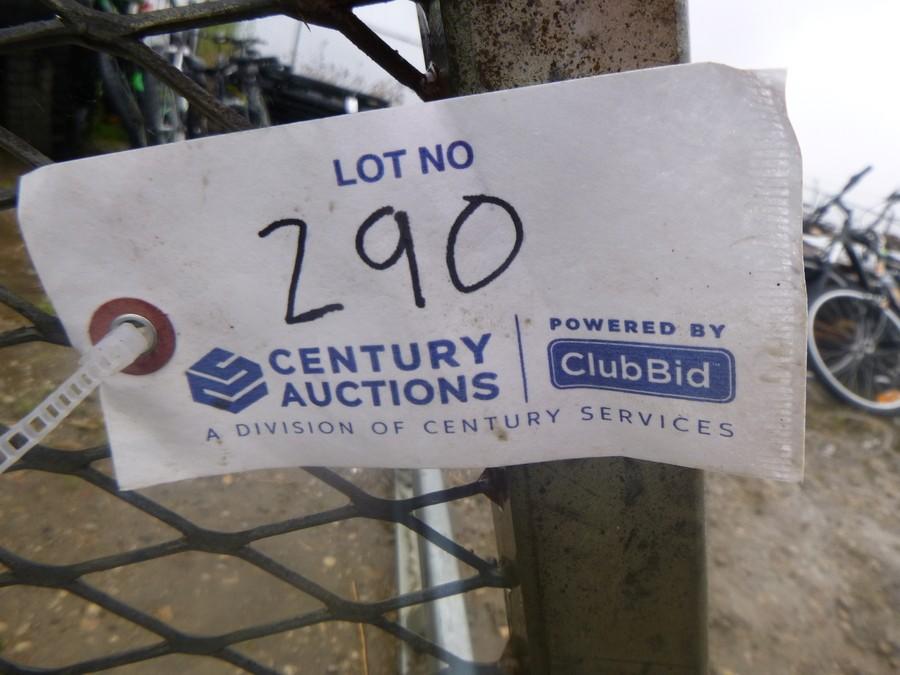 LOT NO
290
CENTURY AUCTIONS
POWERED BY
ClubBid
A DIVISION OF CENTURY SERVICES